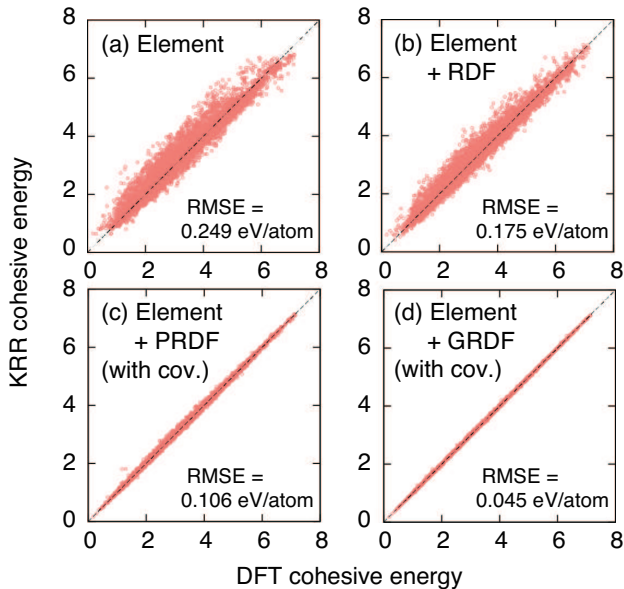 KRR cohesive energy
8
6
4
2
0
(a) Element
RMSE =
0.249 eV/atom
0 2 4 6 8
8
6
4
2
0
(b) Element
+ RDF
RMSE =
0.175 eV/atom
0 2 4 6 8
8
6
4
2
0
(c) Element
+ PRDF
(with cov.)
RMSE =
0.106 eV/atom
0 2 4 6 8
8
6
4
2
0
(d) Element
+ GRDF
(with cov.)
RMSE =
0.045 eV/atom
0 2 4 6 8
DFT cohesive energy